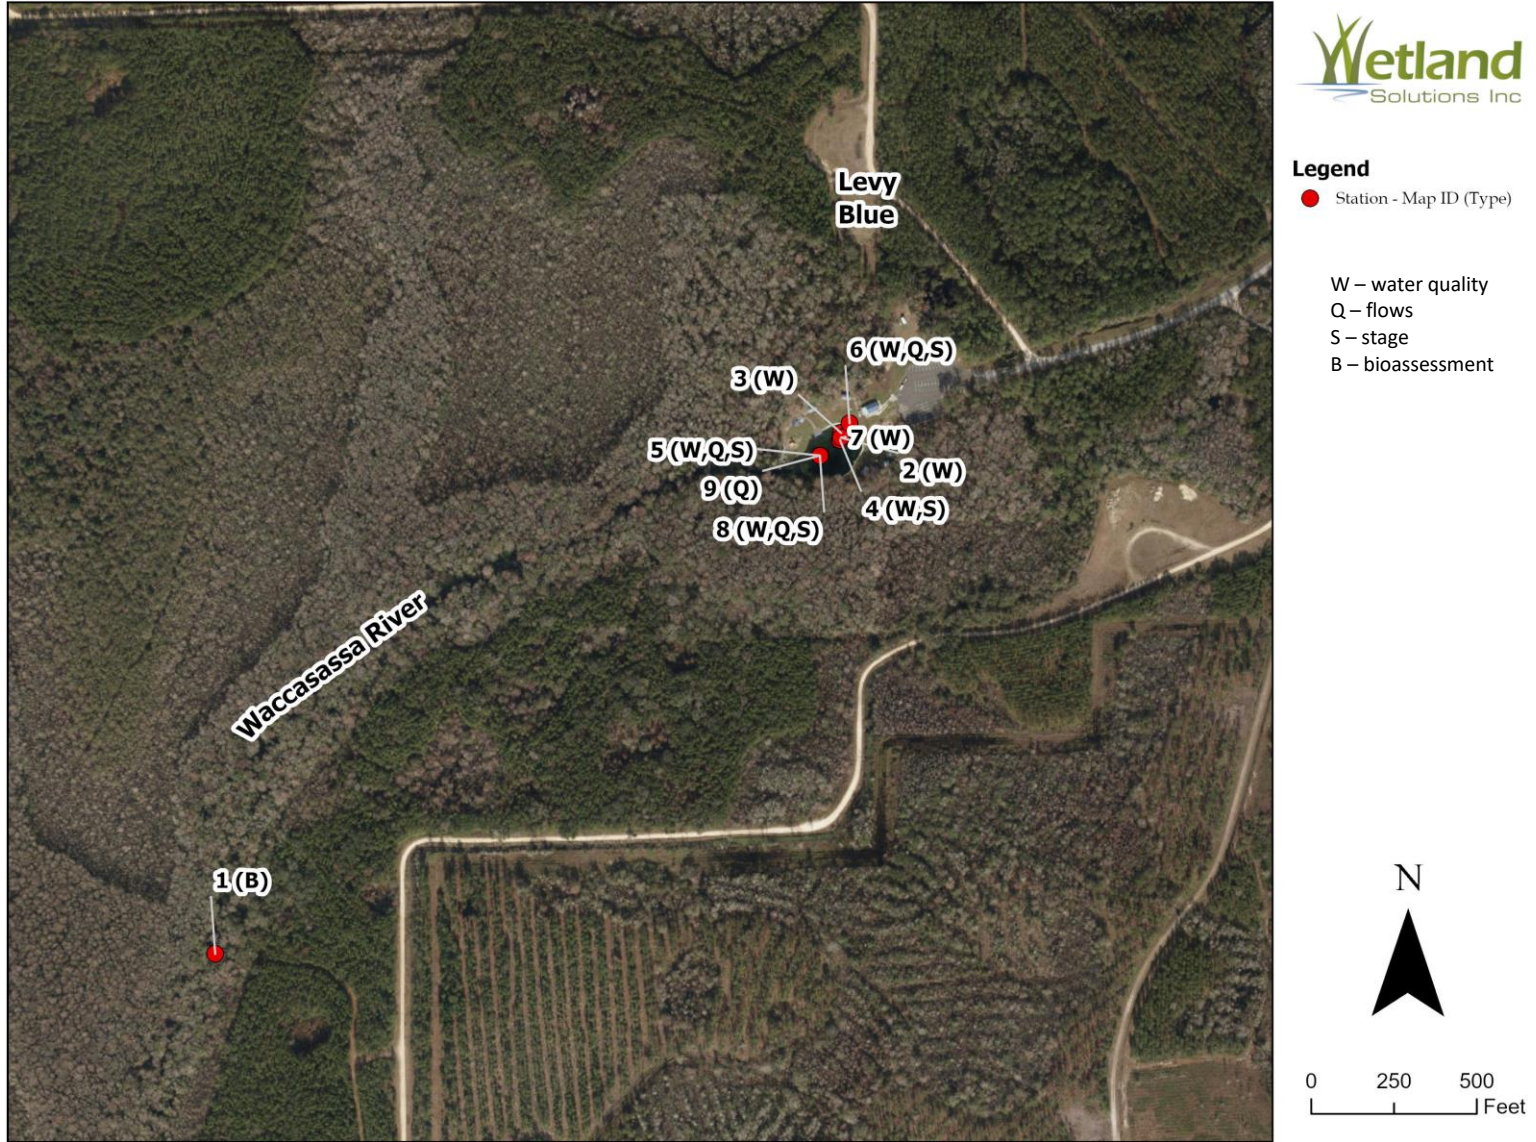 Wetland
Solutions Inc
Legend
Station - Map ID (Type)
W – water quality
Q – flows
S – stage
B – bioassessment
Levy
Blue
6 (W,Q,S)
3 (W)
7 (W)
5 (W,Q,S)
2 (W)
9 (Q)
4 (W,S)
8 (W,Q,S)
Waccasassa River
1 (B)
N
0 250 500
Feet